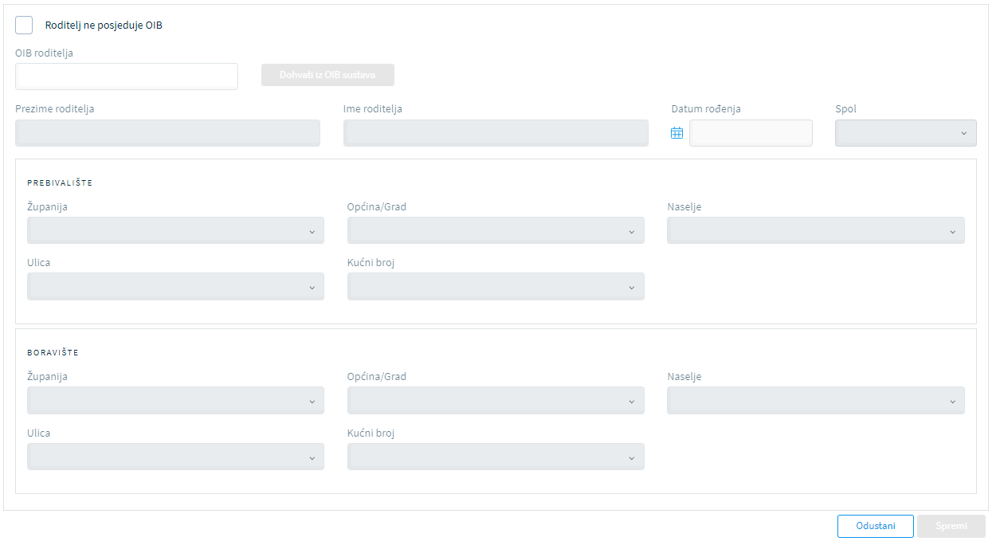 Roditelj ne posjeduje OIB
OIB roditelja
Dohvati iz OIB sustava
Prezime roditelja Ime roditelja Datum rođenja Spol
PREBIVALIŠTE
Županija Općina/Grad Naselje
Ulica Kućni broj
BORAVIŠTE
Županija Općina/Grad Naselje
Ulica Kućni broj
Odustani Spremi